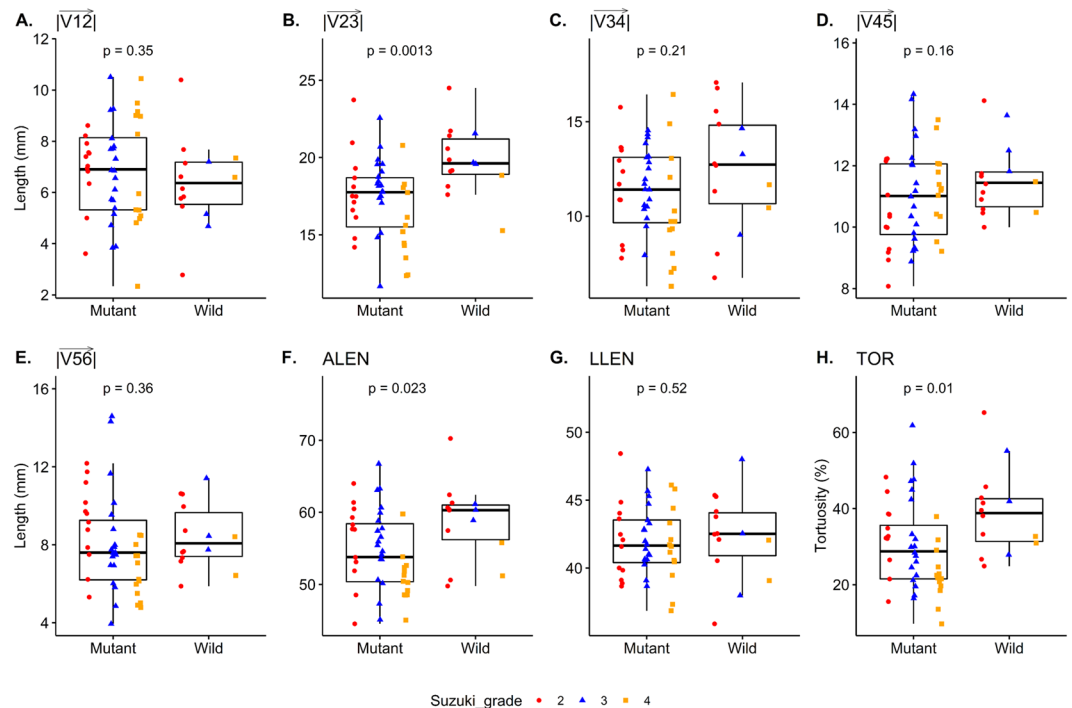 A. |V12|
B. |V23|
C. |V34|
D. |V45|
p = 0.35
p = 0.0013
p = 0.21
p = 0.16
Length (mm)
12
10
8
6
4
2
25
20
15
15
10
16
14
12
10
8
Mutant Wild
Mutant Wild
Mutant Wild
Mutant Wild
E. |V56|
F. ALEN
G. LLEN
H. TOR
p = 0.36
p = 0.023
p = 0.52
p = 0.01
Length (mm)
16
12
8
4
70
60
50
50
45
40
Tortuosity (%)
80
60
40
20
Mutant Wild
Mutant Wild
Mutant Wild
Mutant Wild
Suzuki_grade 2 3 4